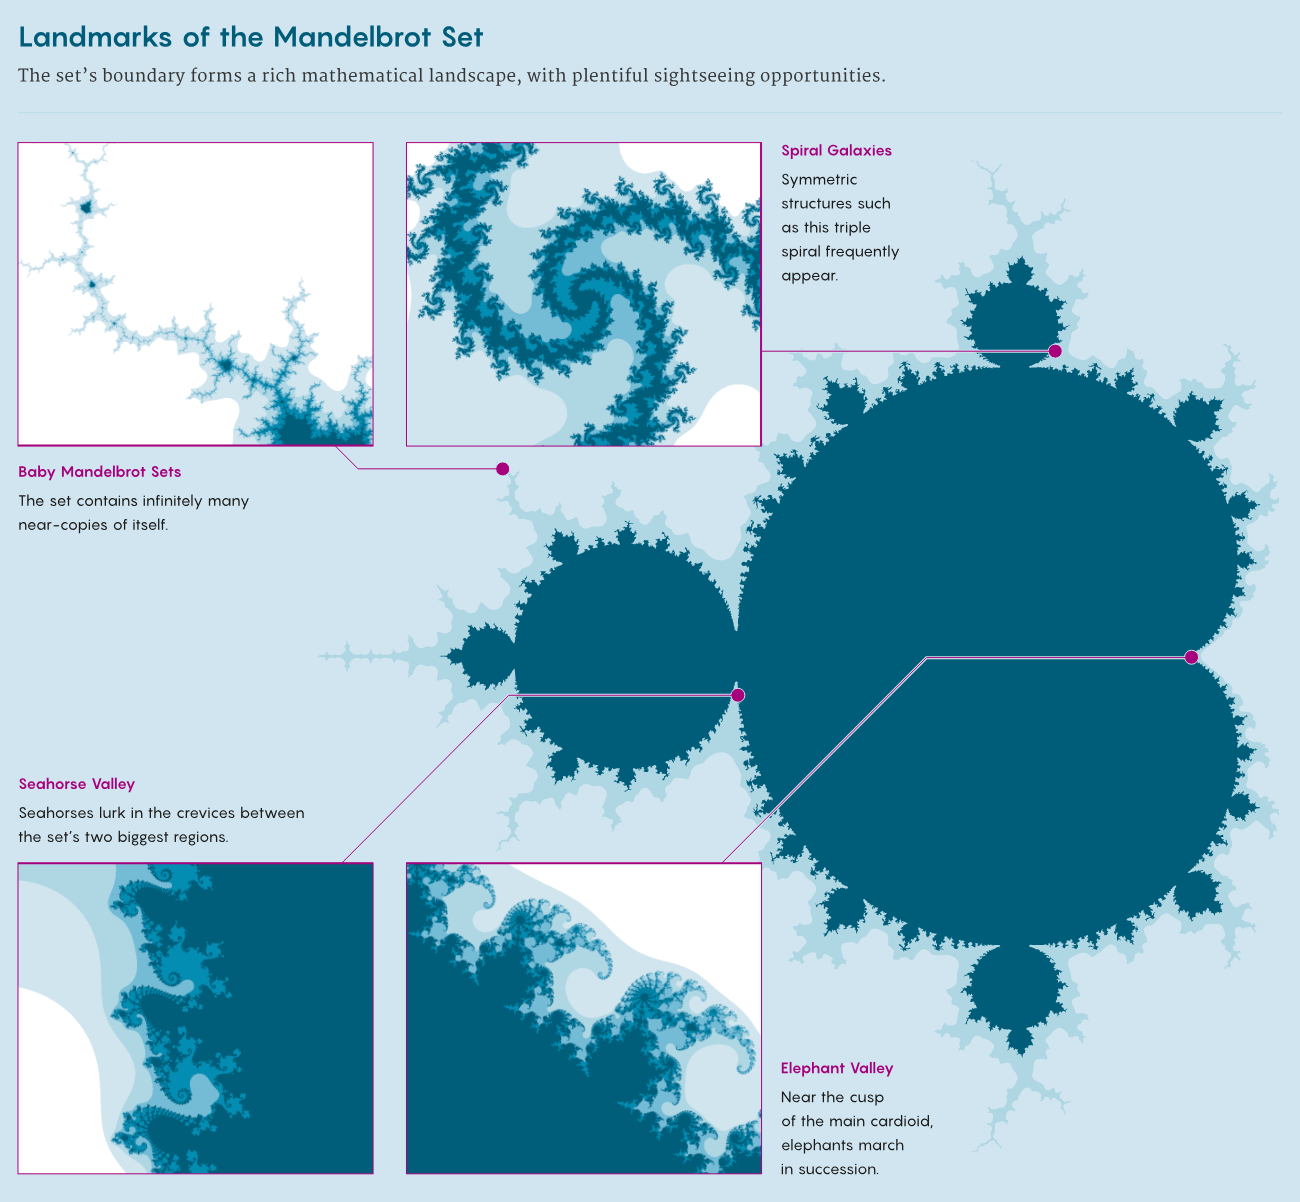 Landmarks of the Mandelbrot Set
The set’s boundary forms a rich mathematical landscape, with plentiful sightseeing opportunities.
Spiral Galaxies
Symmetric
structures such
as this triple
spiral frequently
appear.
Baby Mandelbrot Sets
The set contains infinitely many
near-copies of itself.
Seahorse Valley
Seahorses lurk in the crevices between
the set’s two biggest regions.
Elephant Valley
Near the cusp
of the main cardioid,
elephants march
in succession.